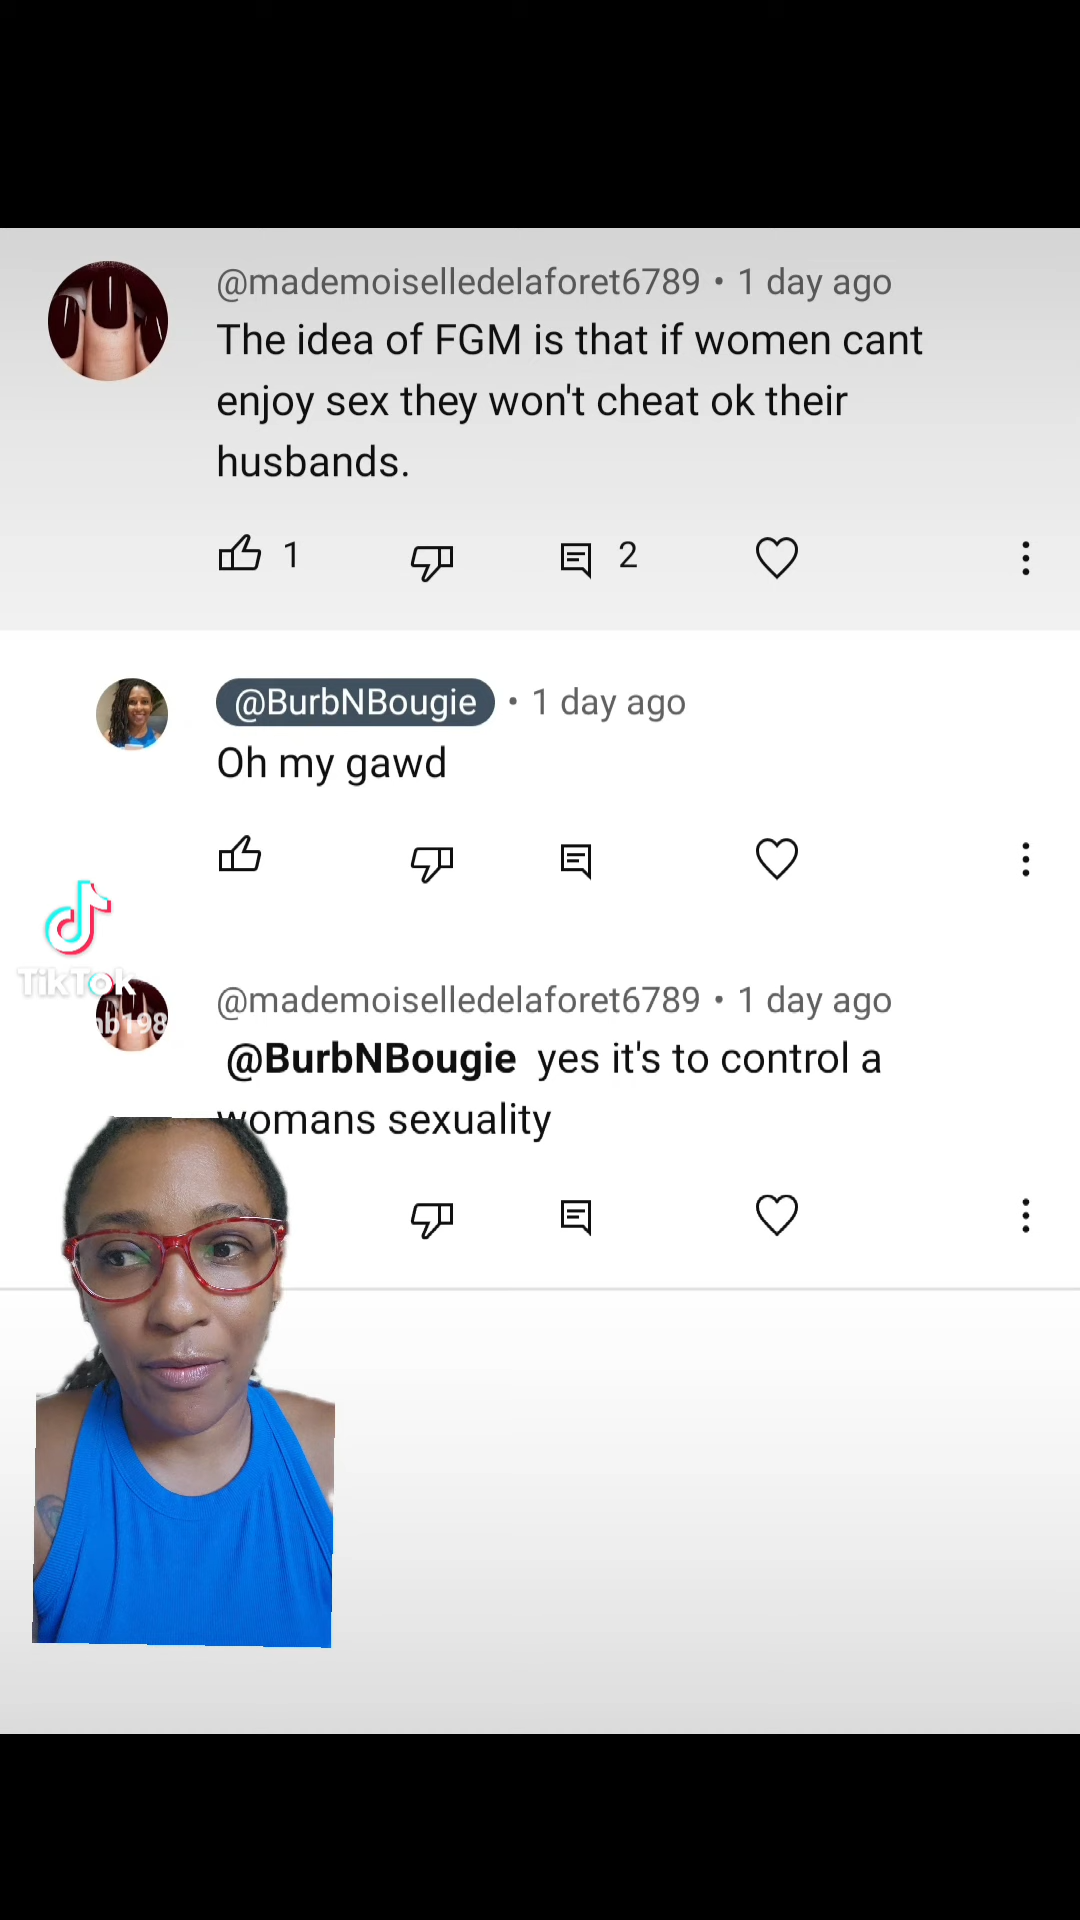 @mademoiselledelaforet6789 • 1 day ago
The idea of FGM is that if women cant
enjoy sex they won't cheat ok their
husbands.
1
2
@BurbNBougie • 1 day ago
Oh my gawd
TikTok
@mademoiselledelaforet6789 • 1 day ago
@BurbNBougie yes it's to control a
womans sexuality